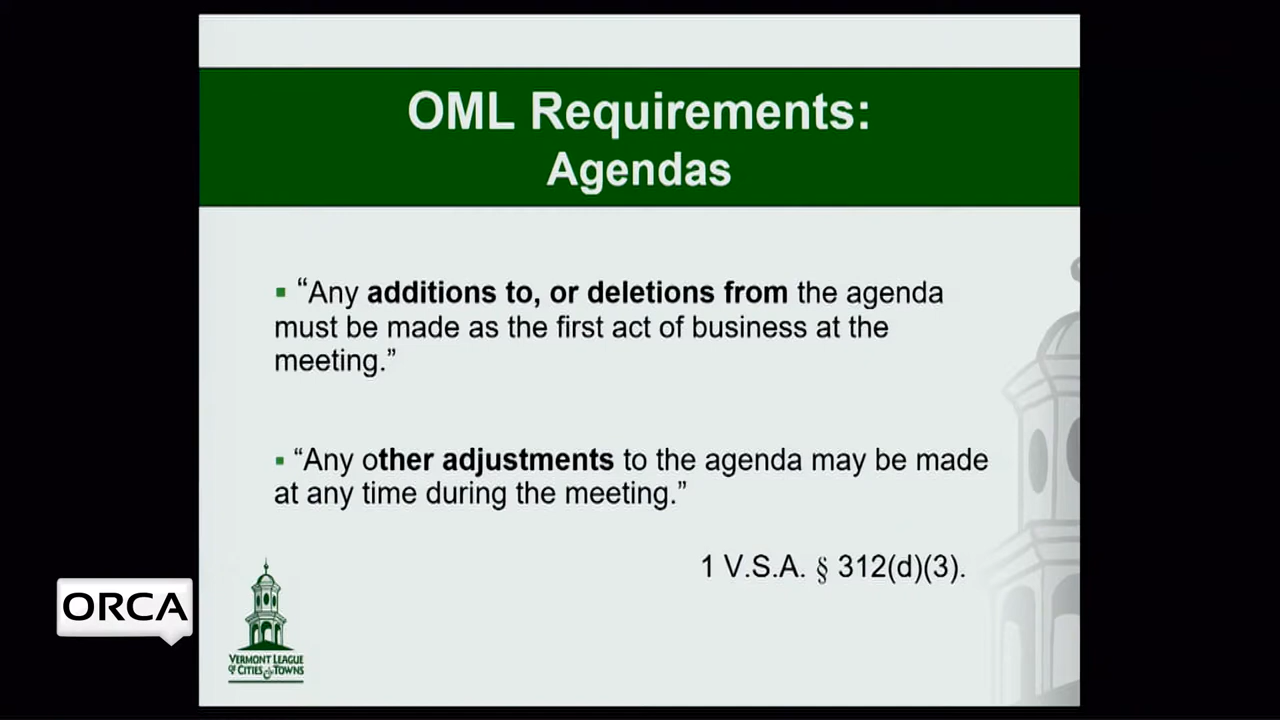 OML Requirements:
Agendas
▪ “Any additions to, or deletions from the agenda
must be made as the first act of business at the
meeting.”
▪ “Any other adjustments to the agenda may be made
at any time during the meeting.”
1 V.S.A. § 312(d)(3).
ORCA
VERMONT LEAGUE
OF CITIES & TOWNS